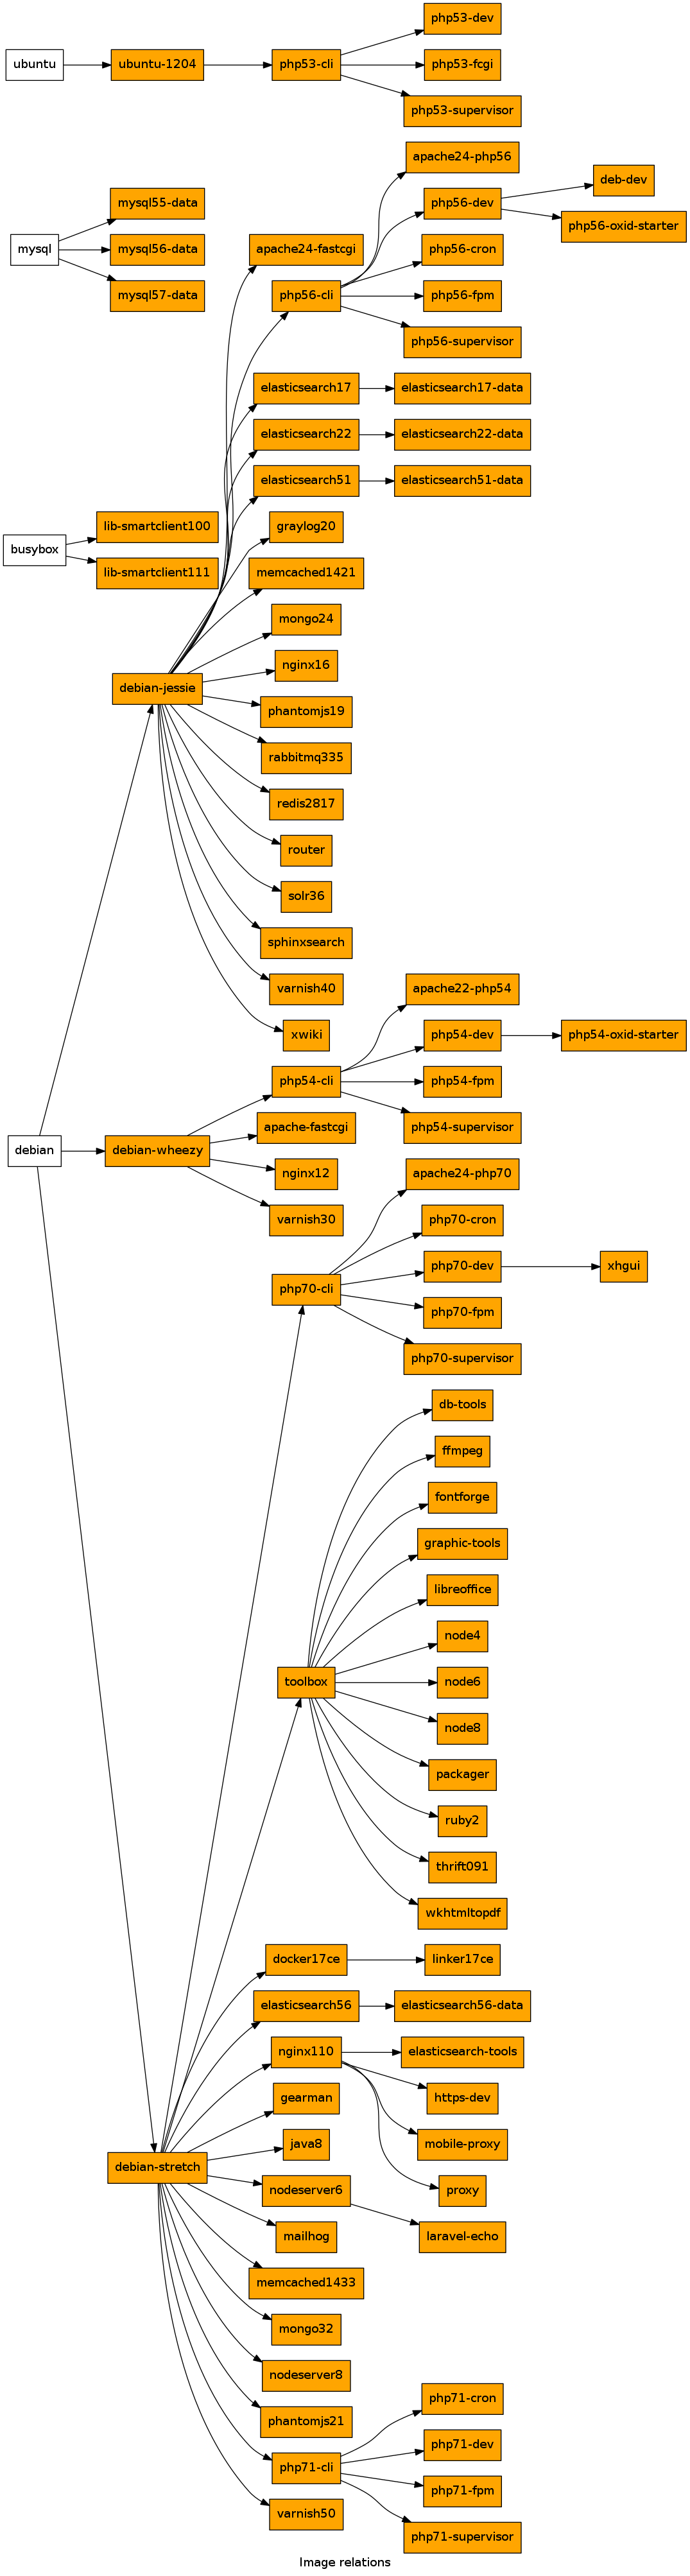 php53-dev
ubuntu
ubuntu-1204
php53-cli
php53-fcgi
php53-supervisor
apache24-php56
deb-dev
mysql55-data
php56-dev
php56-oxid-starter
mysql
mysql56-data
apache24-fastcgi
php56-cron
mysql57-data
php56-cli
php56-fpm
php56-supervisor
elasticsearch17
elasticsearch17-data
elasticsearch22
elasticsearch22-data
elasticsearch51
elasticsearch51-data
lib-smartclient100
graylog20
busybox
lib-smartclient111
memcached1421
mongo24
nginx16
debian-jessie
phantomjs19
rabbitmq335
redis2817
router
solr36
sphinxsearch
varnish40
apache22-php54
xwiki
php54-dev
php54-oxid-starter
php54-cli
php54-fpm
apache-fastcgi
php54-supervisor
debian
debian-wheezy
nginx12
apache24-php70
varnish30
php70-cron
php70-dev
xhgui
php70-cli
php70-fpm
php70-supervisor
db-tools
ffmpeg
fontforge
graphic-tools
libreoffice
node4
toolbox
node6
node8
packager
ruby2
thrift091
wkhtmltopdf
docker17ce
linker17ce
elasticsearch56
elasticsearch56-data
nginx110
elasticsearch-tools
gearman
https-dev
java8
mobile-proxy
debian-stretch
nodeserver6
proxy
mailhog
laravel-echo
memcached1433
mongo32
nodeserver8
php71-cron
phantomjs21
php71-dev
php71-cli
php71-fpm
varnish50
php71-supervisor
Image relations